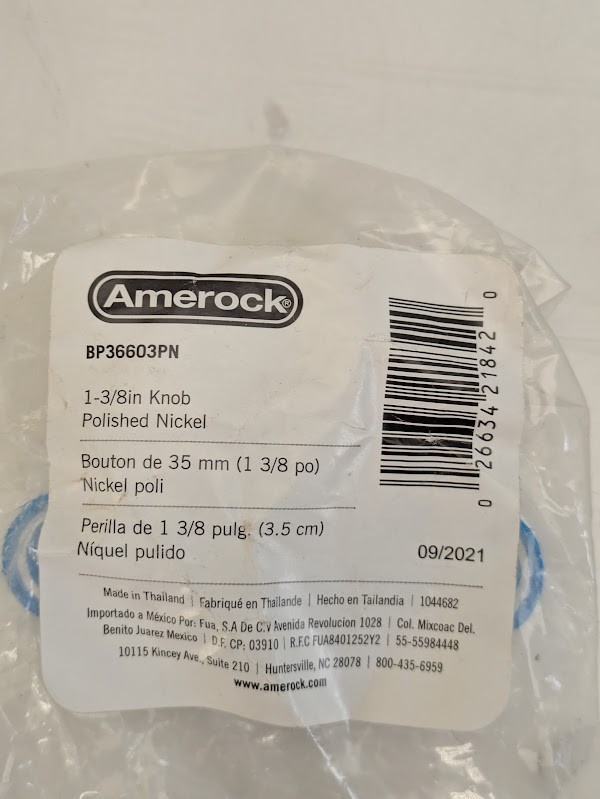 Amerock®
BP36603PN
1-3/8in Knob
Polished Nickel
Bouton de 35 mm (1 3/8 po)
Nickel poli
Perilla de 1 3/8 pulg. (3.5 cm)
Níquel pulido
09/2021
0 26634 21842 0
Made in Thailand | Fabriqué en Thaïlande | Hecho en Tailandia | 1044682
Importado a México Por: Fua, S.A De C.V Avenida Revolucion 1028 | Col. Mixcoac Del.
Benito Juarez Mexico | D.F. CP: 03910 | R.F.C FUA8401252Y2 | 55-55984448
10115 Kincey Ave., Suite 210 | Huntersville, NC 28078 | 800-435-6959
www.amerock.com